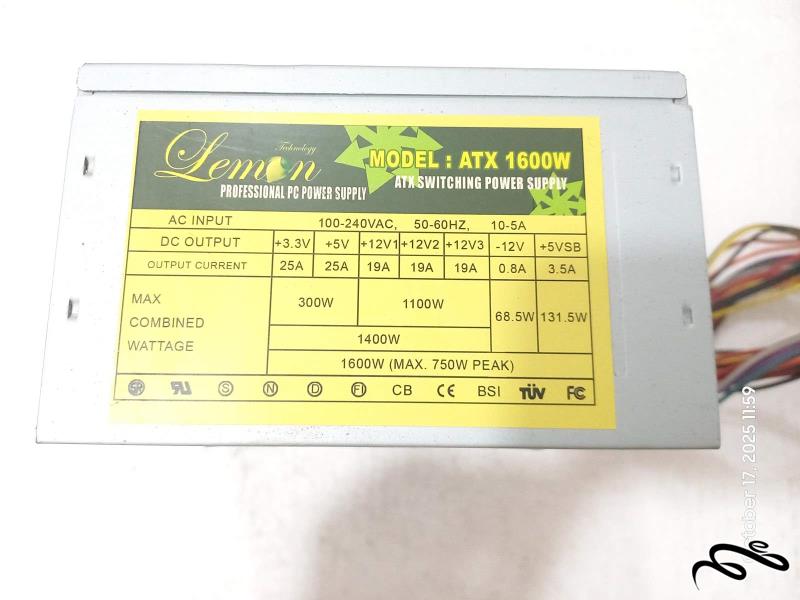 Technology
Lemon
PROFESSIONAL PC POWER SUPPLY
MODEL : ATX 1600W
ATX SWITCHING POWER SUPPLY
AC INPUT 100-240VAC, 50-60HZ, 10-5A
DC OUTPUT +3.3V +5V +12V1 +12V2 +12V3 -12V +5VSB
OUTPUT CURRENT 25A 25A 19A 19A 19A 0.8A 3.5A
MAX
COMBINED
WATTAGE
300W 1100W 68.5W 131.5W
1400W
1600W (MAX. 750W PEAK)
S N D FI CB CE BSI TÜV FC
October 17, 2025 11:59